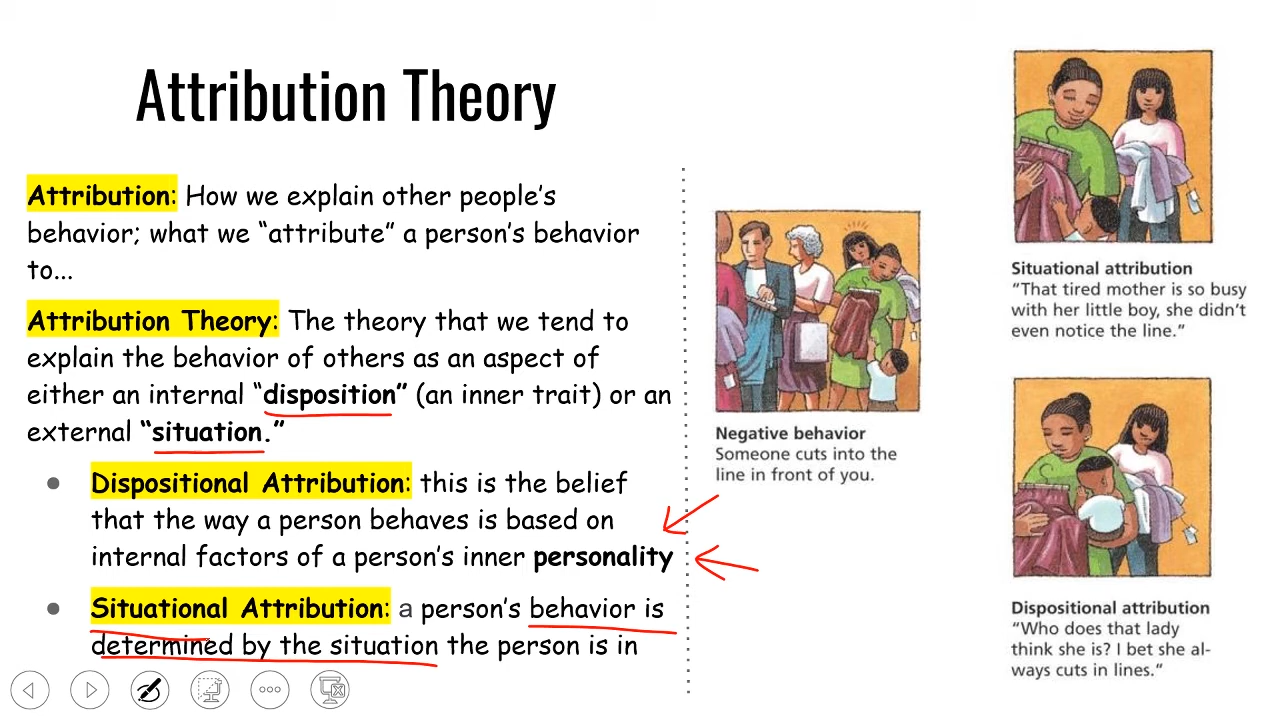 Attribution Theory
Attribution: How we explain other people's
behavior; what we “attribute” a person's behavior
to...
Attribution Theory: The theory that we tend to
explain the behavior of others as an aspect of
either an internal “disposition” (an inner trait) or an
external “situation.”
● Dispositional Attribution: this is the belief
that the way a person behaves is based on
internal factors of a person's inner personality
● Situational Attribution: a person's behavior is
determined by the situation the person is in
Negative behavior
Someone cuts into the
line in front of you.
Situational attribution
“That tired mother is so busy
with her little boy, she didn't
even notice the line.”
Dispositional attribution
“Who does that lady
think she is? I bet she al-
ways cuts in lines.”